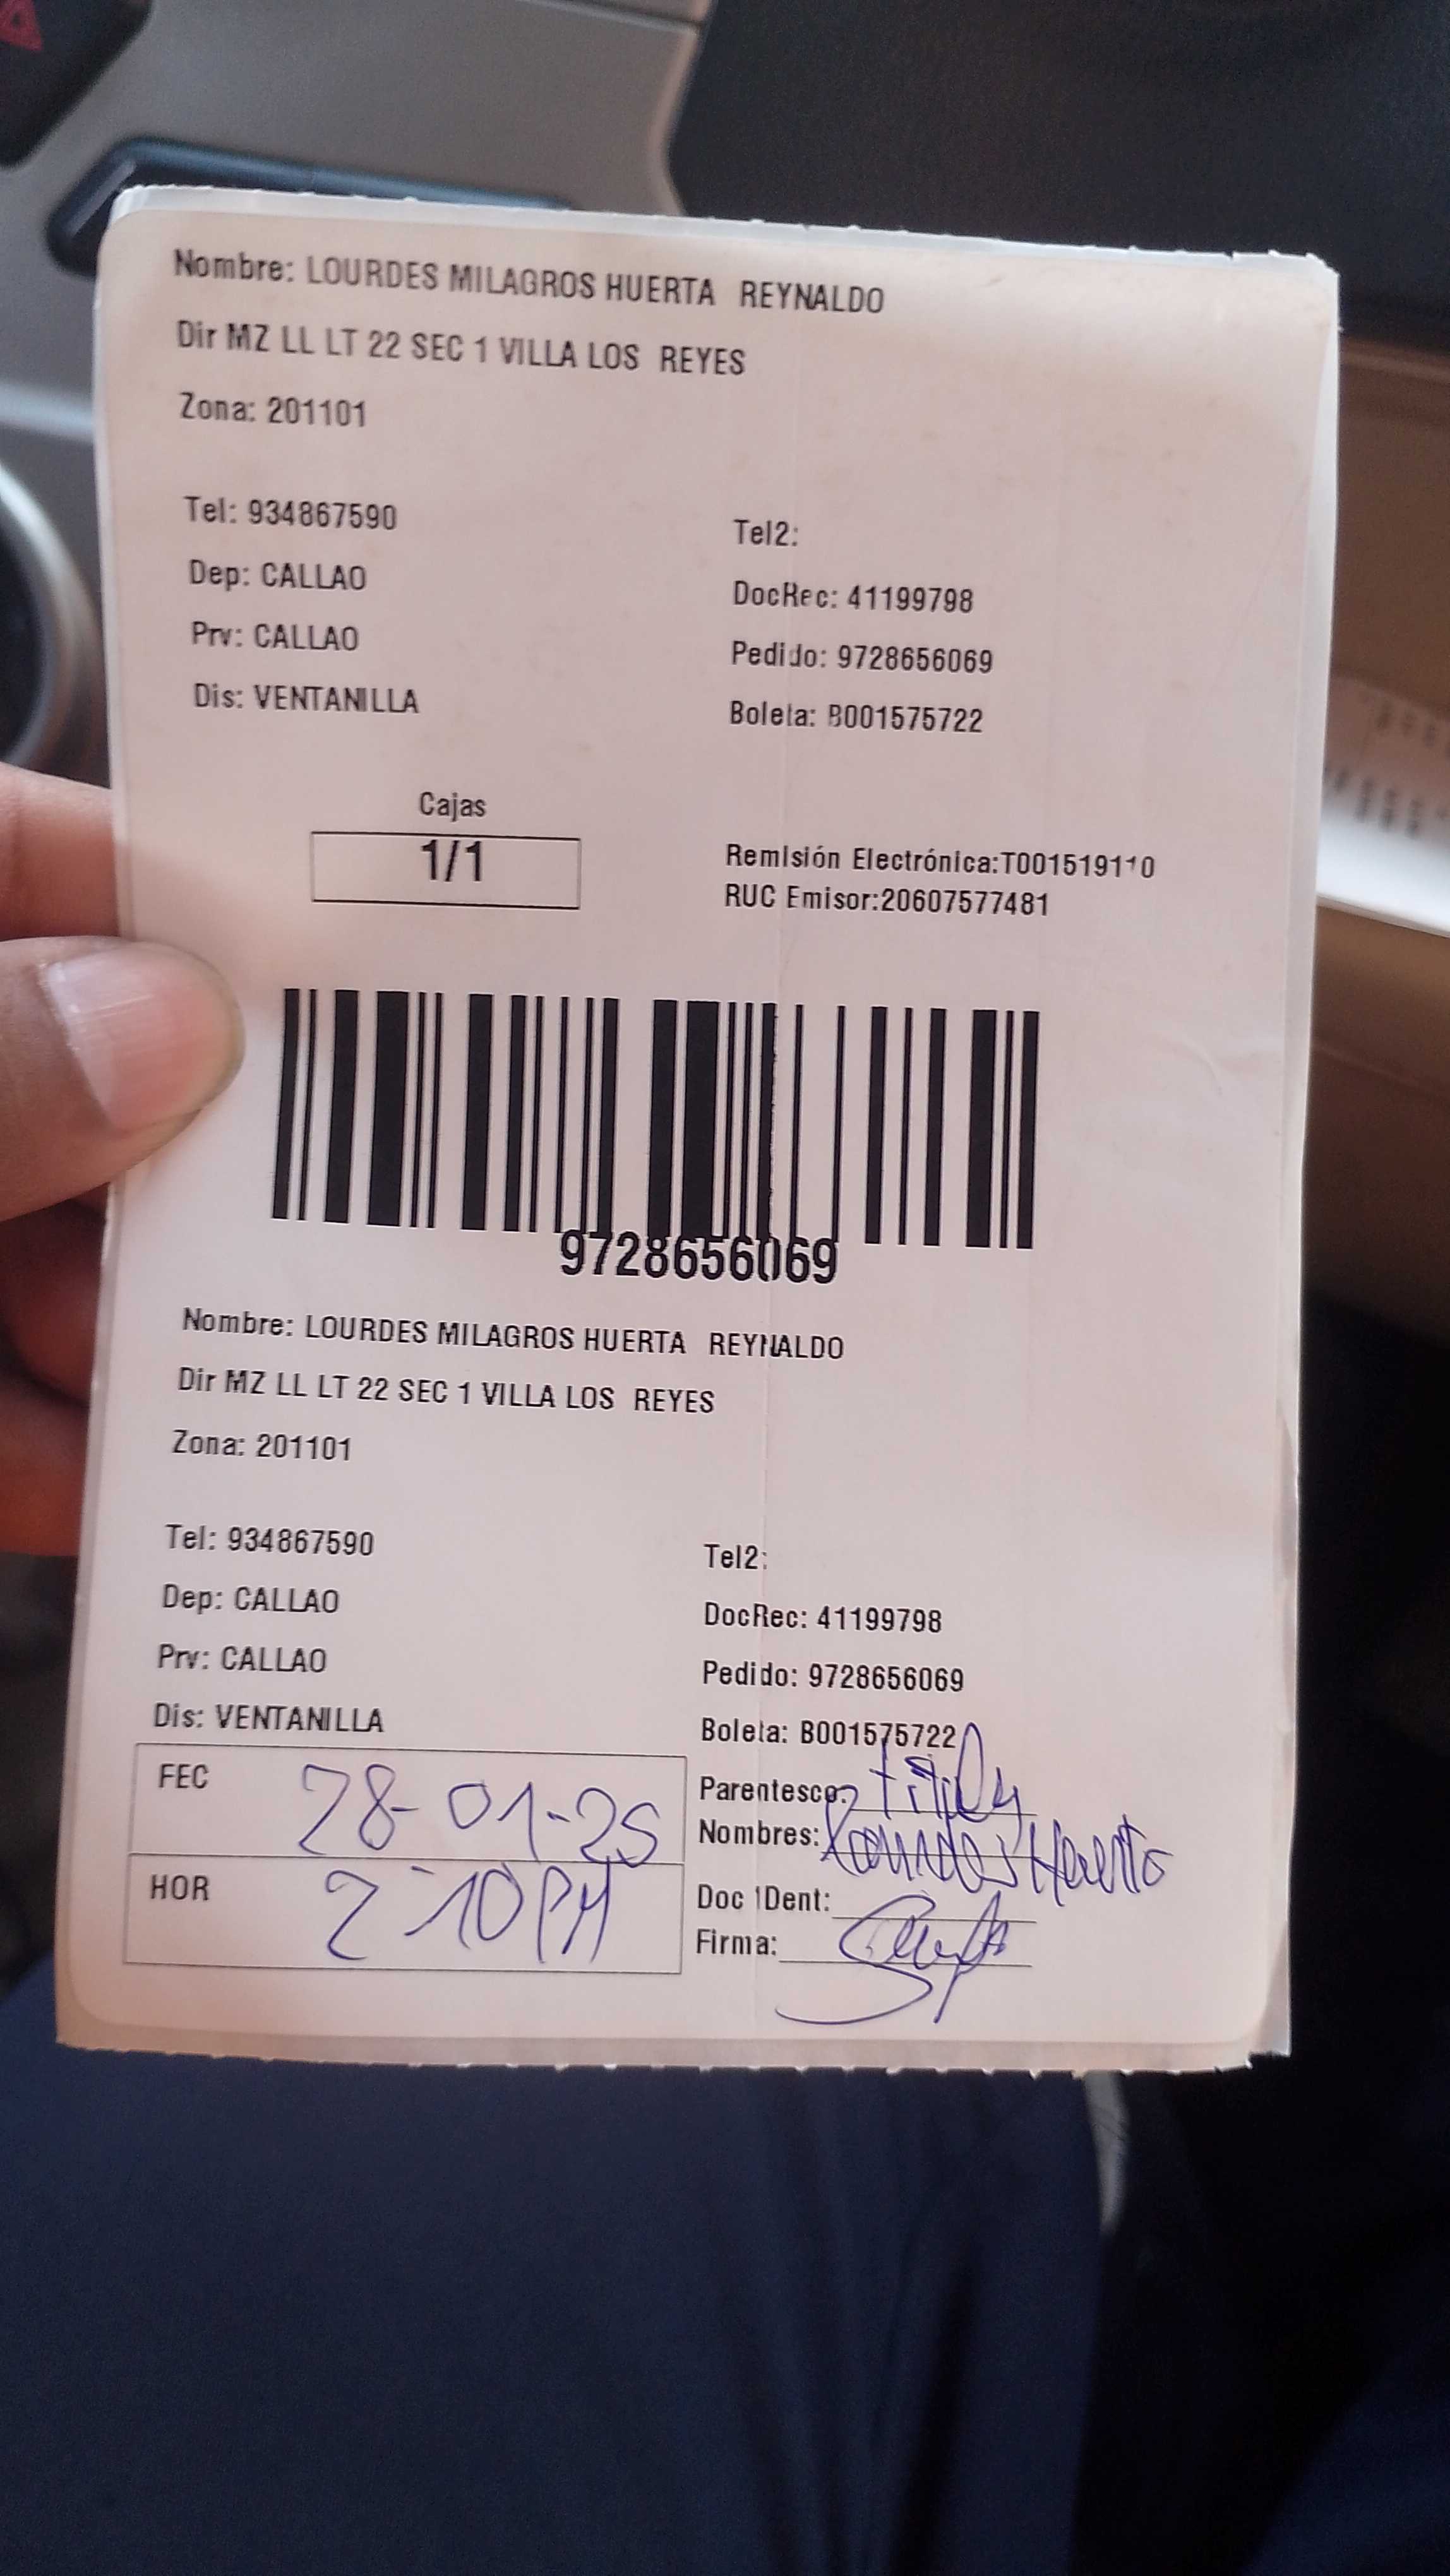 Nombre: LOURDES MILAGROS HUERTA REYNALDO
Dir MZ LL LT 22 SEC 1 VILLA LOS REYES
Zona: 201101
Tel: 934867590
Tel2:
Dep: CALLAO
DocRec: 41199798
Prv: CALLAO
Pedido: 9728656069
Dis: VENTANILLA
Boleta: B001575722
Cajas
1/1
Remisión Electrónica:T001519110
RUC Emisor:20607577481
9728656069
Nombre: LOURDES MILAGROS HUERTA REYNALDO
Dir MZ LL LT 22 SEC 1 VILLA LOS REYES
Zona: 201101
Tel: 934867590
Tel2:
Dep: CALLAO
DocRec: 41199798
Prv: CALLAO
Pedido: 9728656069
Dis: VENTANILLA
Boleta: B001575722
FEC 28-01-25
Parentesco:
Nombres: Lourdes Huerta
HOR 2:10 PM
Doc IDent:
Firma: